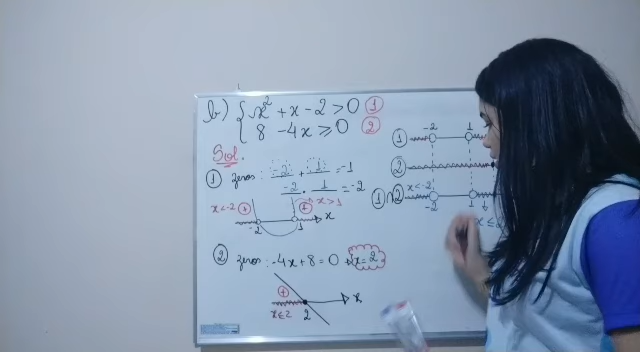 b) { x² + x - 2 > 0 ①
8 - 4x ≥ 0 ②
Sol.
① zeros: -2 + 1 = -1
-2 . 1 = -2
x < -2 + + x > 1
-2 1 x
② zeros: -4x + 8 = 0 x = 2
+ x
x ≤ 2 2
-2 1
①
②
①∩② x < -2
-2 1